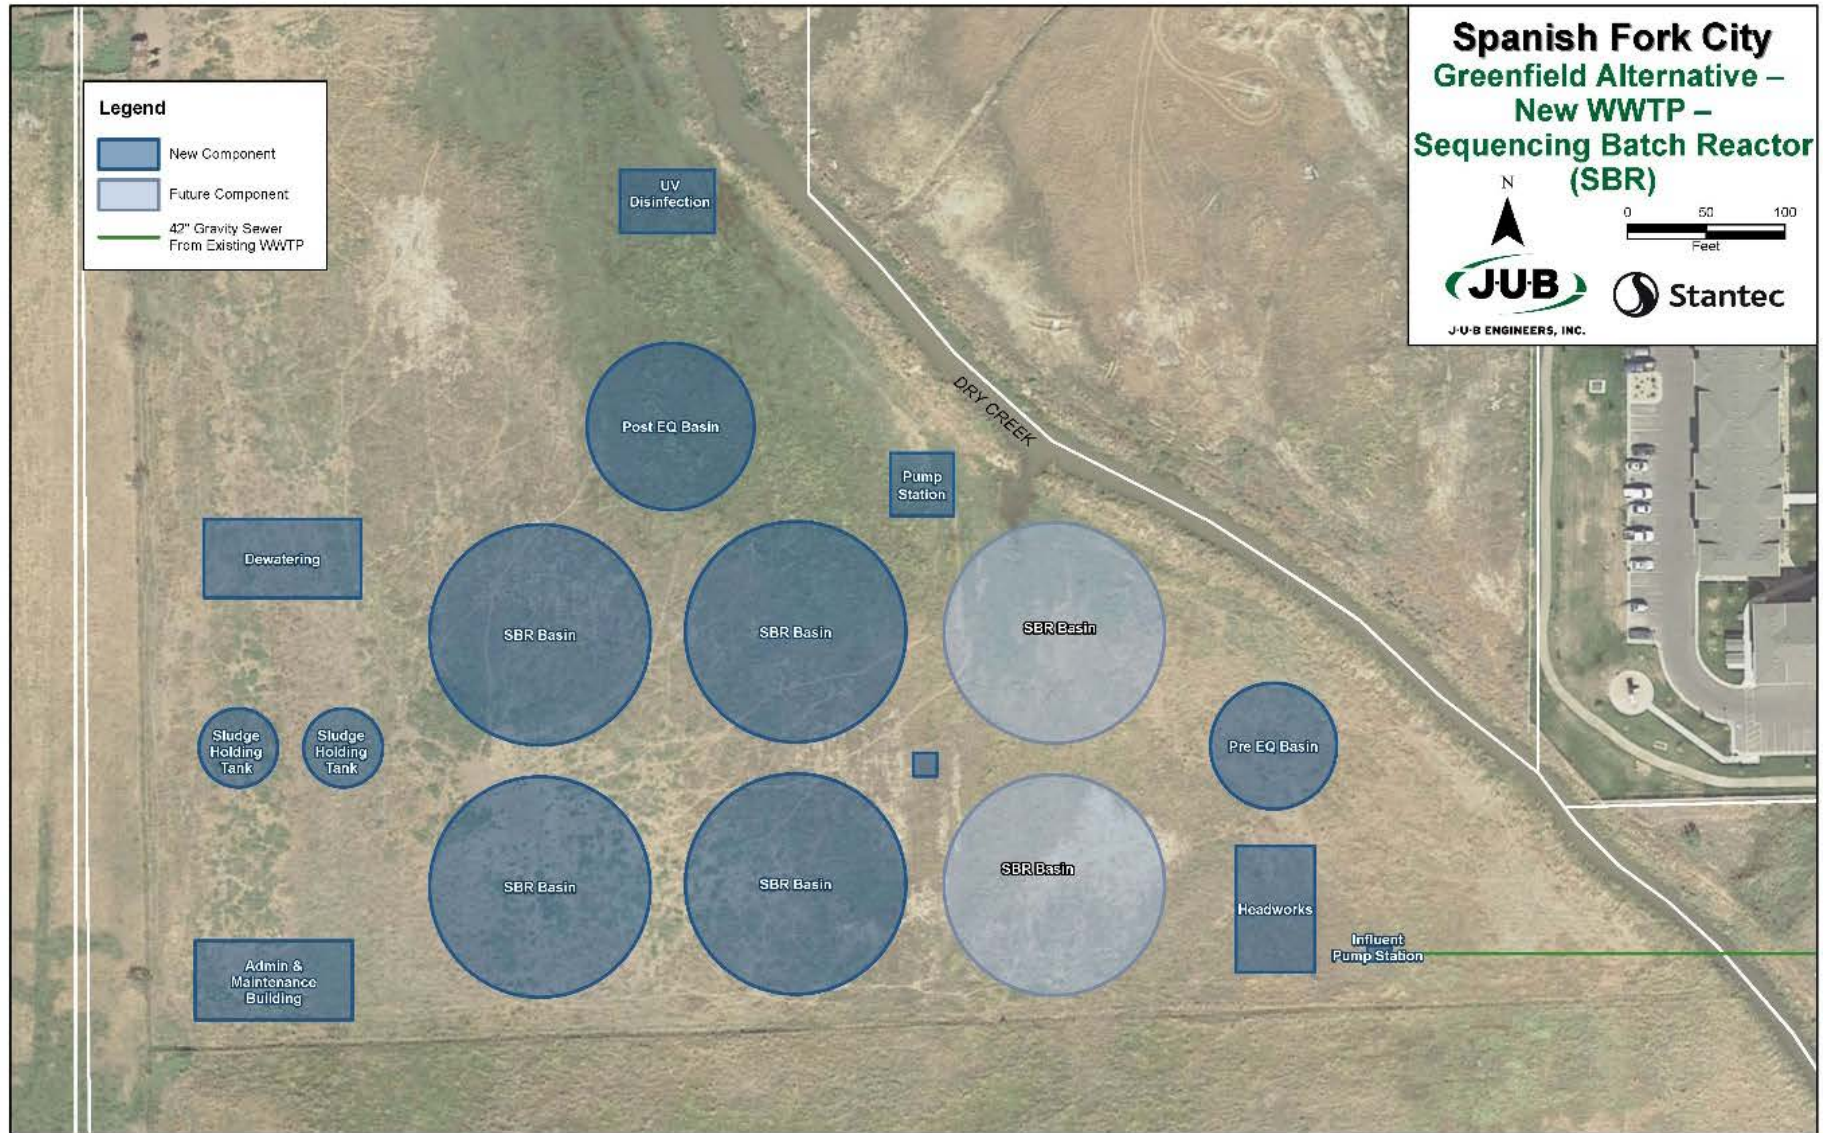 Spanish Fork City
Greenfield Alternative –
New WWTP –
Sequencing Batch Reactor
(SBR)
N
0 50 100
Feet
J·U·B
J·U·B ENGINEERS, INC.
Stantec
Legend
New Component
Future Component
42" Gravity Sewer
From Existing WWTP
UV
Disinfection
DRY CREEK
Post EQ Basin
Pump
Station
Dewatering
SBR Basin
SBR Basin
SBR Basin
Sludge
Holding
Tank
Sludge
Holding
Tank
Pre EQ Basin
SBR Basin
SBR Basin
SBR Basin
Headworks
Influent
Pump Station
Admin &
Maintenance
Building